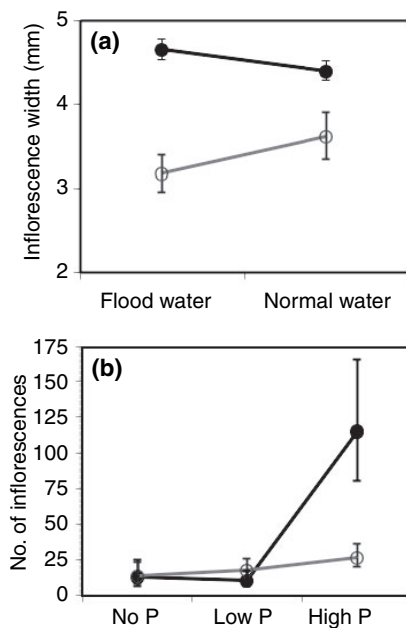 (a)
Inflorescence width (mm)
5
4
3
2
Flood water Normal water
(b)
No. of inflorescences
175
150
125
100
75
50
25
0
No P Low P High P